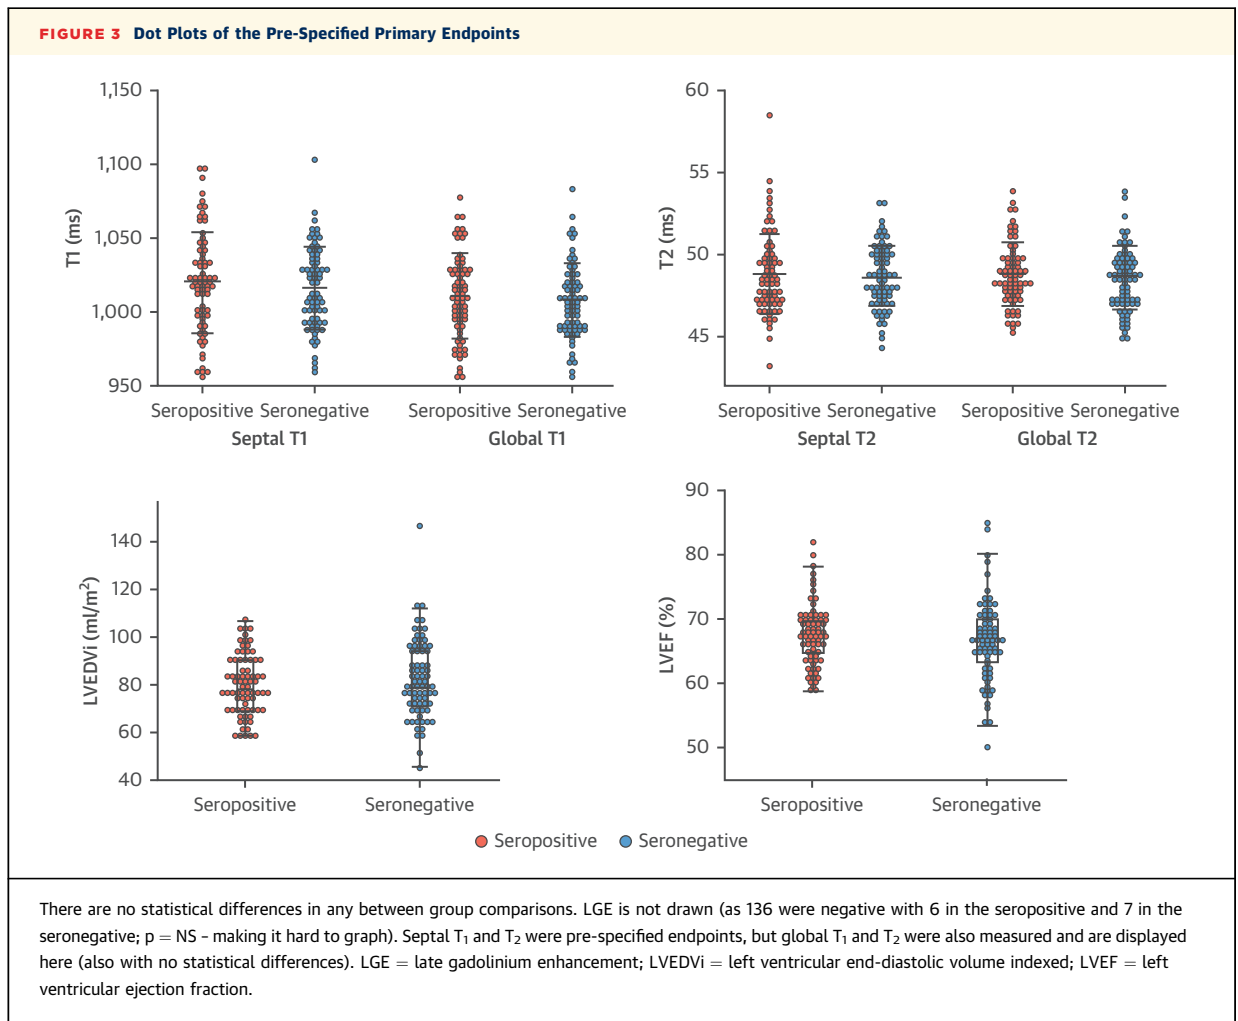 FIGURE 3 Dot Plots of the Pre-Specified Primary Endpoints
1,150
1,100
1,050
1,000
950
T1 (ms)
Seropositive Seronegative Seropositive Seronegative
Septal T1 Global T1
60
55
50
45
T2 (ms)
Seropositive Seronegative Seropositive Seronegative
Septal T2 Global T2
140
120
100
80
60
40
LVEDVi (ml/m²)
Seropositive Seronegative
90
80
70
60
50
LVEF (%)
Seropositive Seronegative
Seropositive Seronegative
There are no statistical differences in any between group comparisons. LGE is not drawn (as 136 were negative with 6 in the seropositive and 7 in the
seronegative; p = NS – making it hard to graph). Septal T₁ and T₂ were pre-specified endpoints, but global T₁ and T₂ were also measured and are displayed
here (also with no statistical differences). LGE = late gadolinium enhancement; LVEDVi = left ventricular end-diastolic volume indexed; LVEF = left
ventricular ejection fraction.